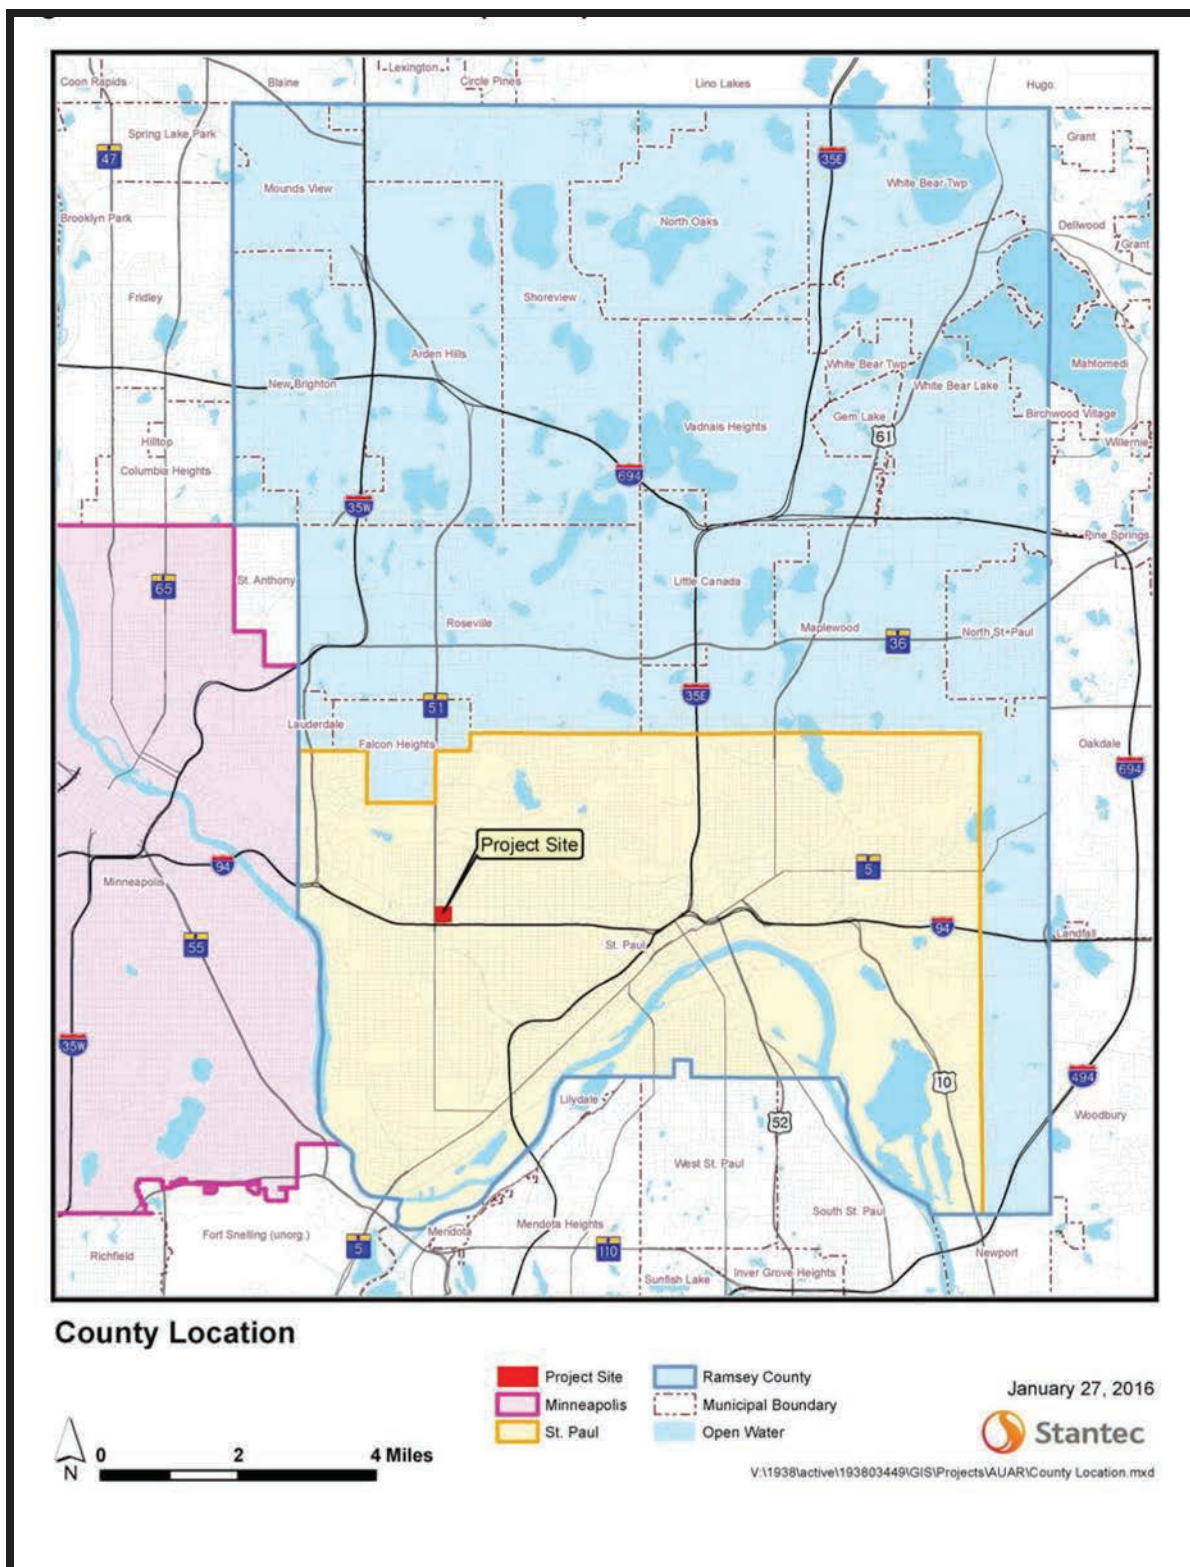 Coon Rapids
Blaine
Lexington
Circle Pines
Lino Lakes
Hugo
Spring Lake Park
47
35E
Grant
Mounds View
White Bear Twp
Brooklyn Park
North Oaks
Dellwood
Grant
Fridley
Shoreview
Arden Hills
White Bear Twp
Mahtomedi
New Brighton
White Bear Lake
Gem Lake
Birchwood Village
Vadnais Heights
61
Hilltop
Willernie
Columbia Heights
694
35W
Pine Springs
St. Anthony
65
Little Canada
Roseville
Maplewood
36
North St Paul
35E
51
Lauderdale
Falcon Heights
Oakdale
694
Project Site
94
5
Minneapolis
55
St. Paul
94
Landfall
35W
494
10
Lilydale
Woodbury
52
West St. Paul
South St. Paul
Mendota Heights
Mendota
Fort Snelling (unorg.)
5
110
Richfield
Newport
Inver Grove Heights
Sunfish Lake
County Location
Project Site
Minneapolis
St. Paul
Ramsey County
Municipal Boundary
Open Water
January 27, 2016
Stantec
N
0 2 4 Miles
V:\1938\active\193803449\GIS\Projects\AUAR\County Location.mxd